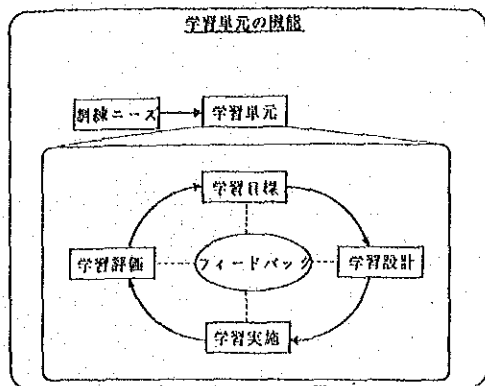 学習単元の機能
訓練ニーズ
学習単元
学習目標
学習評価
フィードバック
学習設計
学習実施